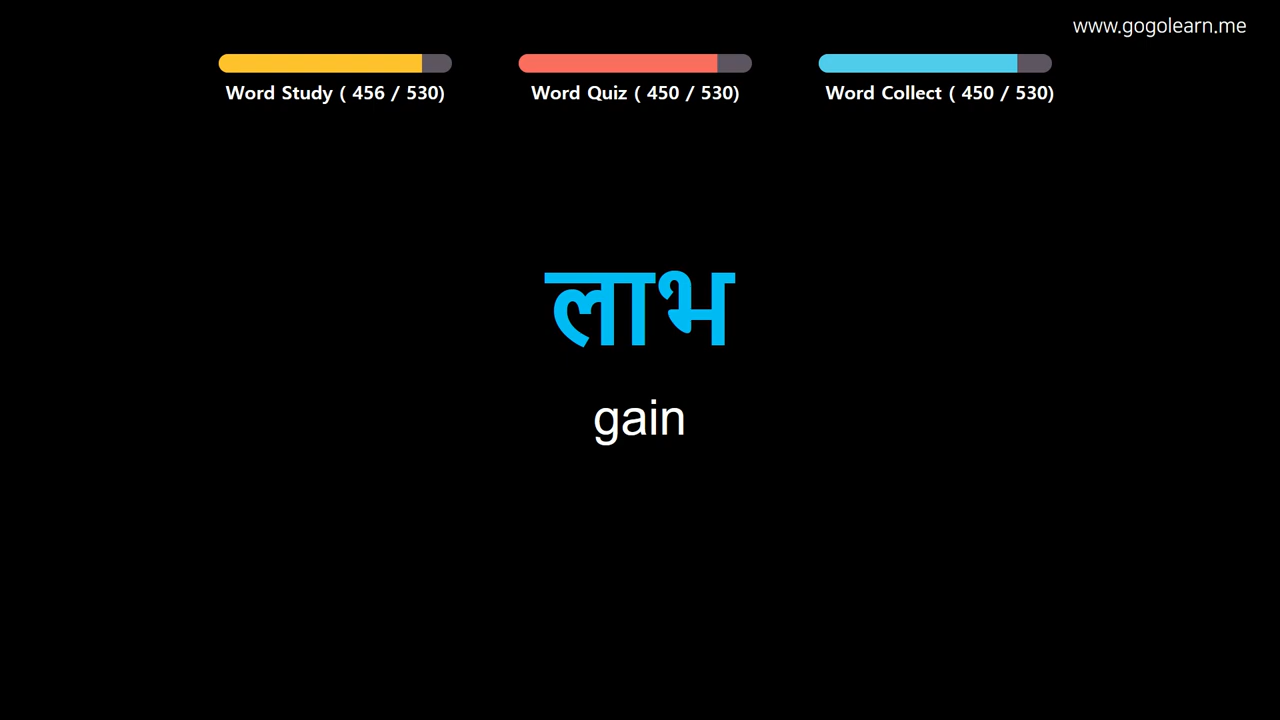 www.gogolearn.me
Word Study ( 456 / 530)
Word Quiz ( 450 / 530)
Word Collect ( 450 / 530)
लाभ
gain